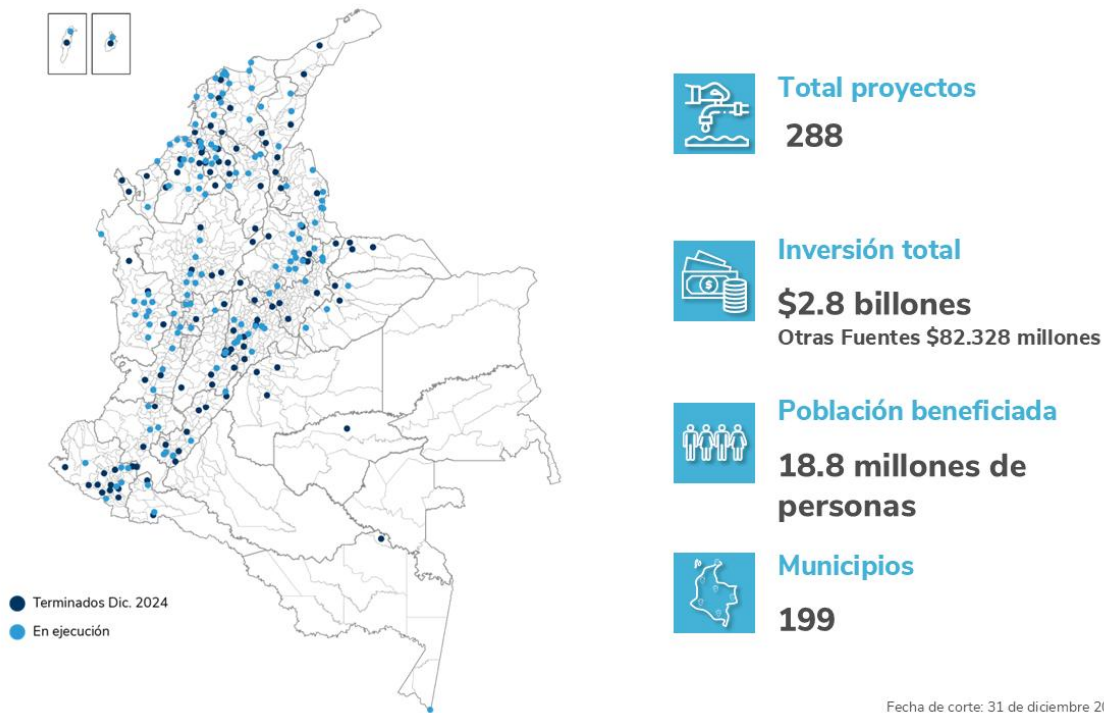 Total proyectos
288
Inversión total
$2.8 billones
Otras Fuentes $82.328 millones
Población beneficiada
18.8 millones de
personas
Municipios
199
Terminados Dic. 2024
En ejecución
Fecha de corte: 31 de diciembre